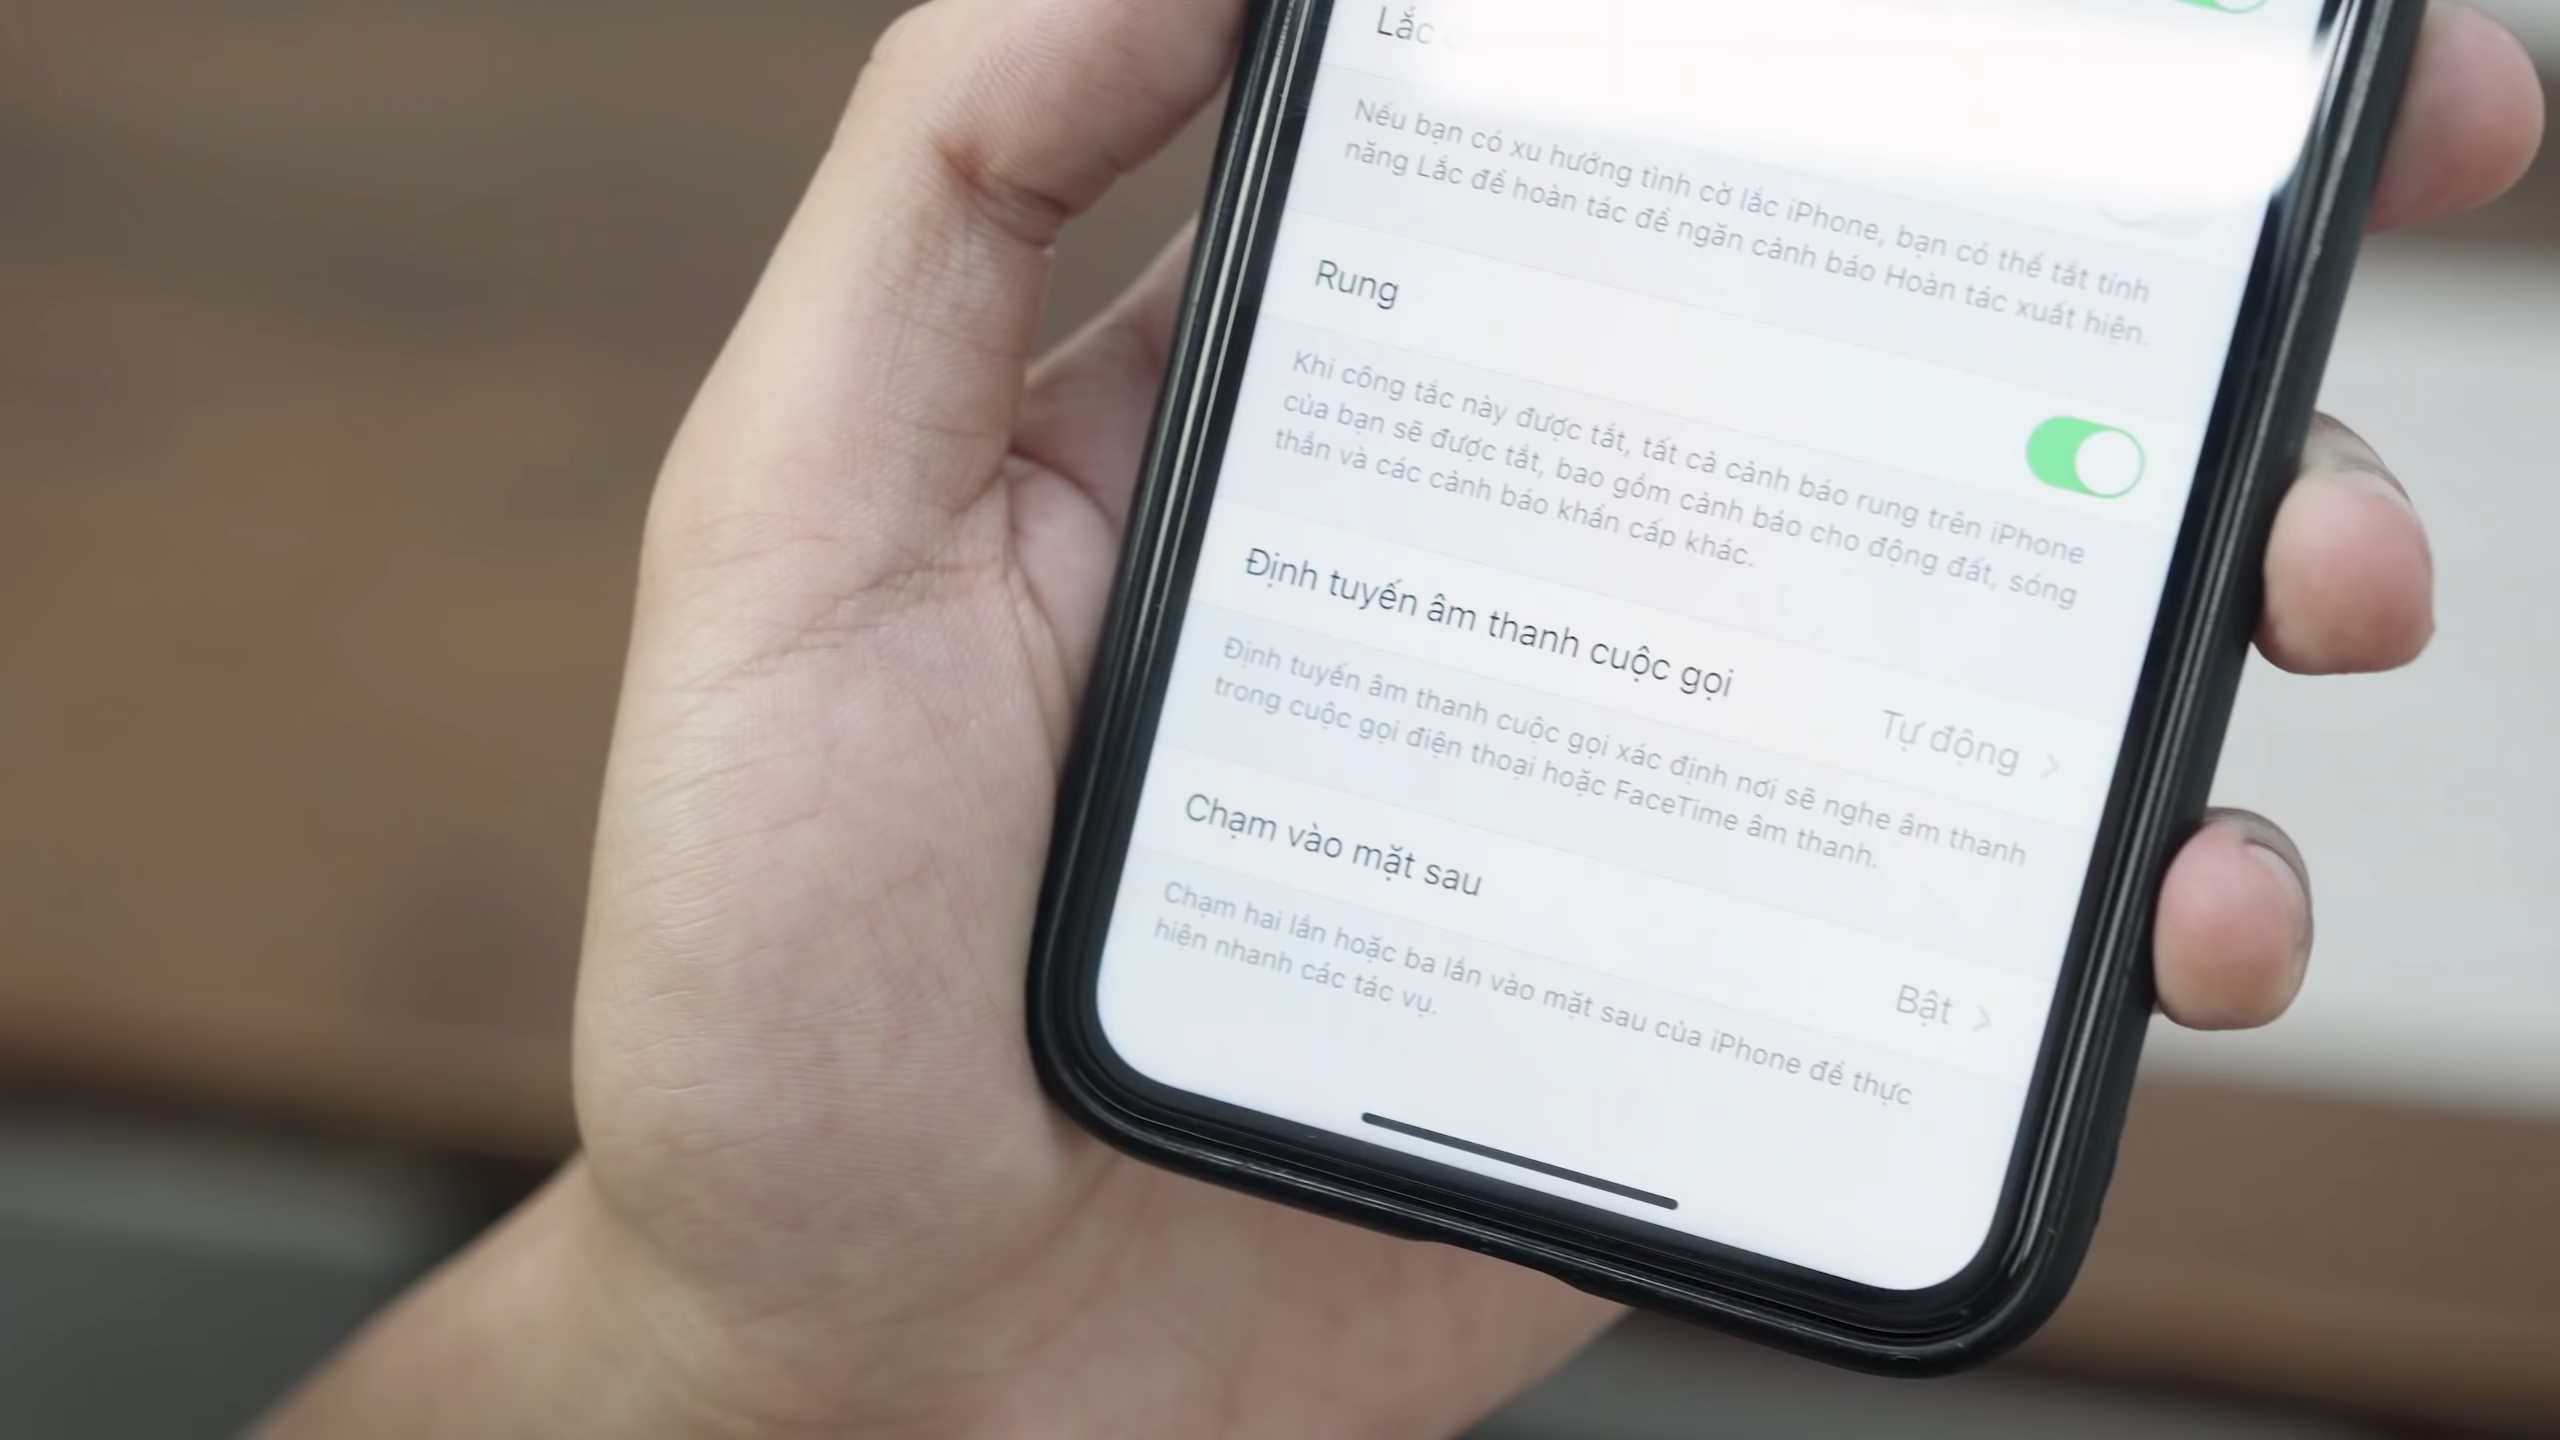 Lắc
Nếu bạn có xu hướng tình cờ lắc iPhone, bạn có thể tắt tính
năng Lắc để hoàn tác để ngăn cảnh báo Hoàn tác xuất hiện.
Rung
Khi công tắc này được tắt, tất cả cảnh báo rung trên iPhone
của bạn sẽ được tắt, bao gồm cảnh báo cho động đất, sóng
thần và các cảnh báo khẩn cấp khác.
Định tuyến âm thanh cuộc gọi
Tự động
Định tuyến âm thanh cuộc gọi xác định nơi sẽ nghe âm thanh
trong cuộc gọi điện thoại hoặc FaceTime âm thanh.
Chạm vào mặt sau
Bật
Chạm hai lần hoặc ba lần vào mặt sau của iPhone để thực
hiện nhanh các tác vụ.